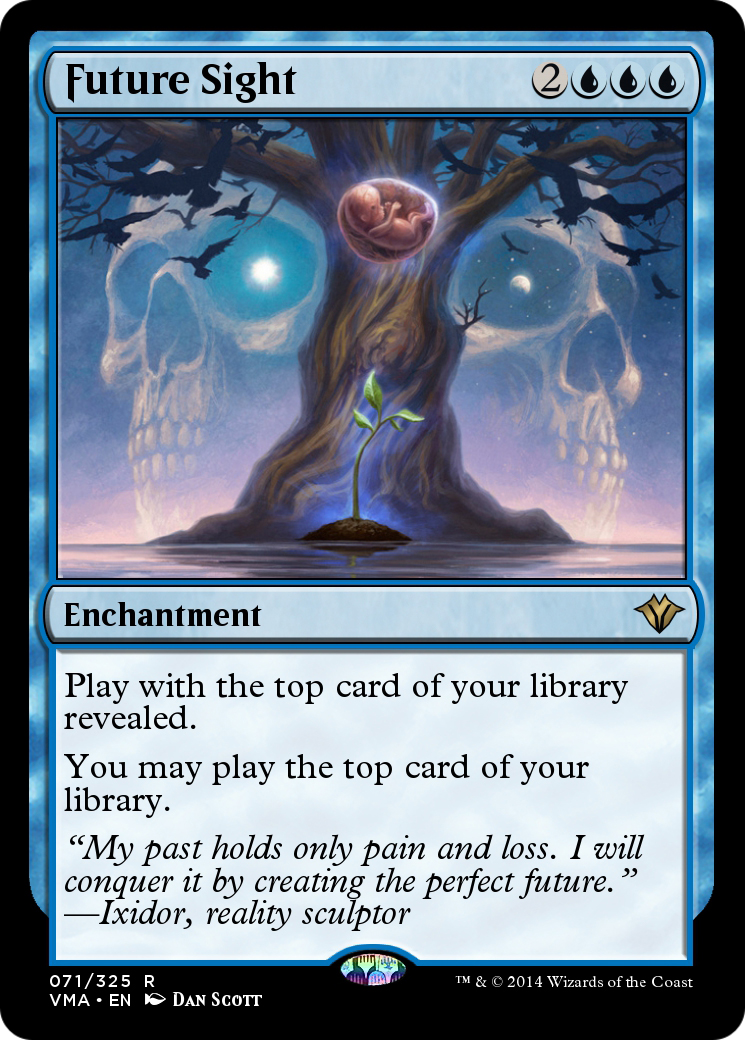 Future Sight 2
Enchantment
Play with the top card of your library
revealed.
You may play the top card of your
library.
“My past holds only pain and loss. I will
conquer it by creating the perfect future.”
—Ixidor, reality sculptor
071/325 R
VMA • EN Dan Scott
™ & © 2014 Wizards of the Coast